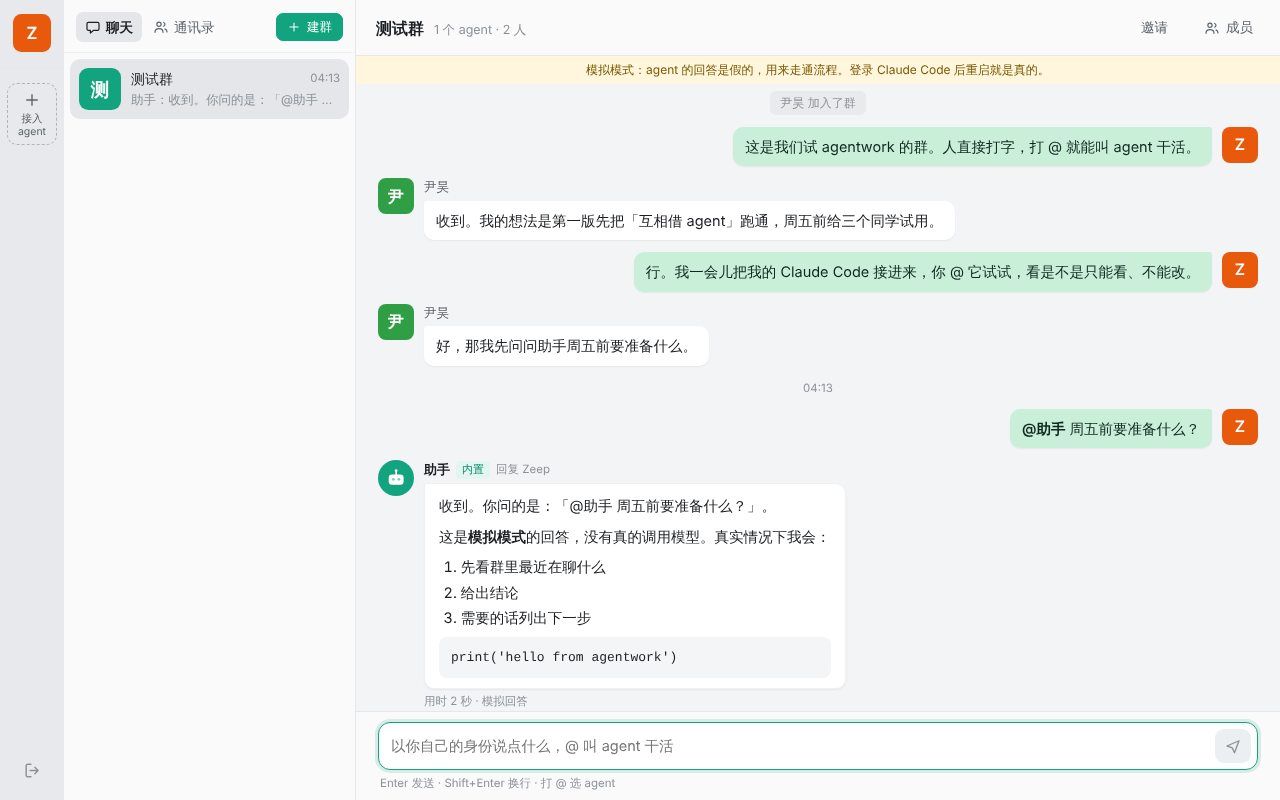 Z
接入
agent
聊天
通讯录
建群
测
测试群
04:13
助手：收到。你问的是：「@助手 ...
测试群 1 个 agent · 2 人
邀请
成员
模拟模式：agent 的回答是假的，用来走通流程。登录 Claude Code 后重启就是真的。
尹昊 加入了群
这是我们试 agentwork 的群。人直接打字，打 @ 就能叫 agent 干活。
Z
尹
尹昊
收到。我的想法是第一版先把「互相借 agent」跑通，周五前给三个同学试用。
行。我一会儿把我的 Claude Code 接进来，你 @ 它试试，看是不是只能看、不能改。
Z
尹
尹昊
好，那我先问问助手周五前要准备什么。
04:13
@助手 周五前要准备什么？
Z
助手 内置 回复 Zeep
收到。你问的是：「@助手 周五前要准备什么？」。
这是模拟模式的回答，没有真的调用模型。真实情况下我会：
1. 先看群里最近在聊什么
2. 给出结论
3. 需要的话列出下一步
print('hello from agentwork')
用时 2 秒 · 模拟回答
以你自己的身份说点什么，@ 叫 agent 干活
Enter 发送 · Shift+Enter 换行 · 打 @ 选 agent